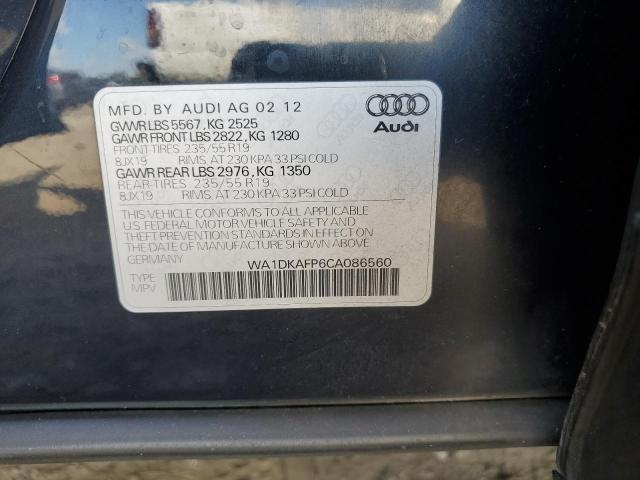 MFD. BY AUDI AG 02 12
GVWR LBS 5567, KG 2525
GAWR FRONT LBS 2822, KG 1280
FRONT-TIRES 235/55 R19
8JX19 RIMS, AT 230 KPA 33 PSI COLD
GAWR REAR LBS 2976, KG 1350
REAR-TIRES 235/55 R19
8JX19 RIMS, AT 230 KPA 33 PSI COLD
Audi
THIS VEHICLE CONFORMS TO ALL APPLICABLE
U.S. FEDERAL MOTOR VEHICLE SAFETY AND
THEFT PREVENTION STANDARDS IN EFFECT ON
THE DATE OF MANUFACTURE SHOWN ABOVE.
GERMANY WA1DKAFP6CA086560
TYPE
MPV